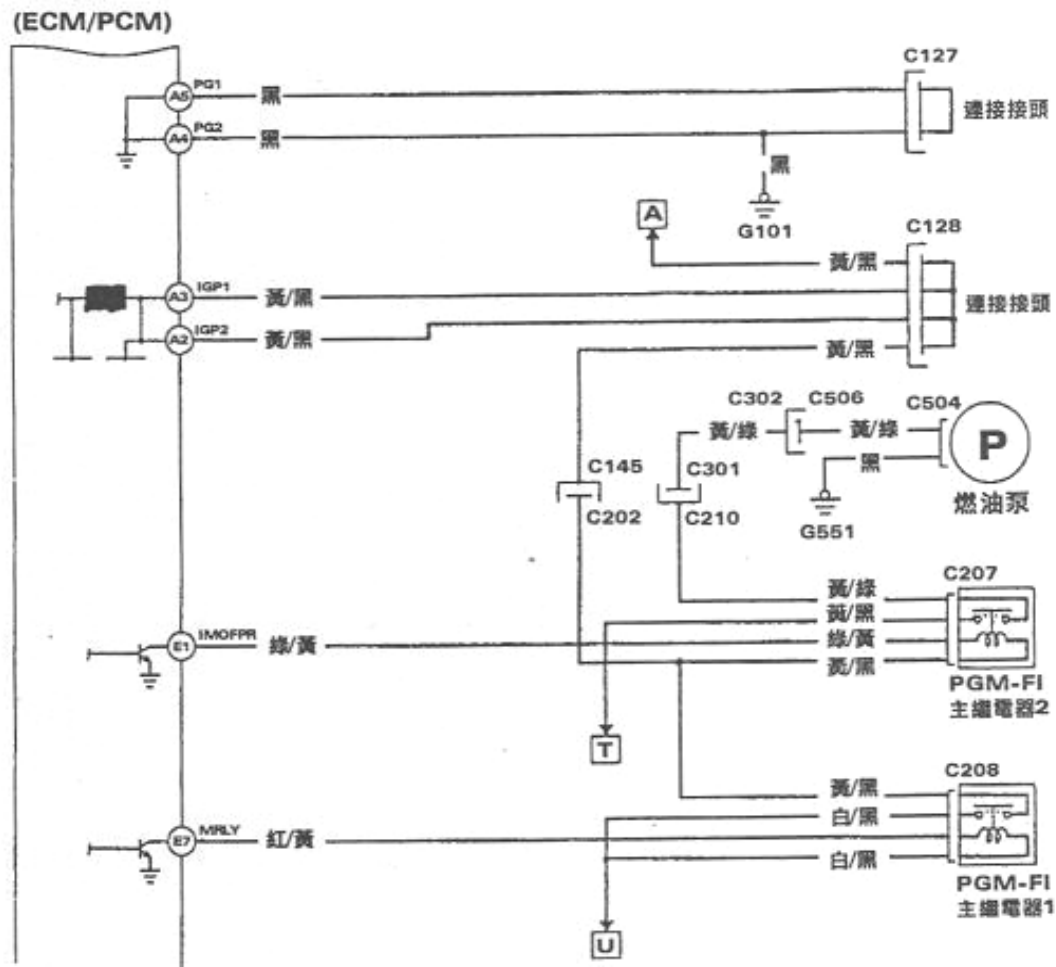 (ECM/PCM)
C127
A5 PG1 黑
連接接頭
A4 PG2 黑
黑
G101
A
C128
黃/黑
A3 IGP1 黃/黑
連接接頭
A2 IGP2 黃/黑
黃/黑
C302 C506 C504
黃/綠 黃/綠
P
黑
C145 C301
燃油泵
C202 C210
G551
C207
黃/綠
黃/黑
E1 IMOFPR 綠/黃
綠/黃
黃/黑
PGM-FI
主繼電器2
T
C208
黃/黑
白/黑
E7 MRLY 紅/黃
白/黑
PGM-FI
主繼電器1
U